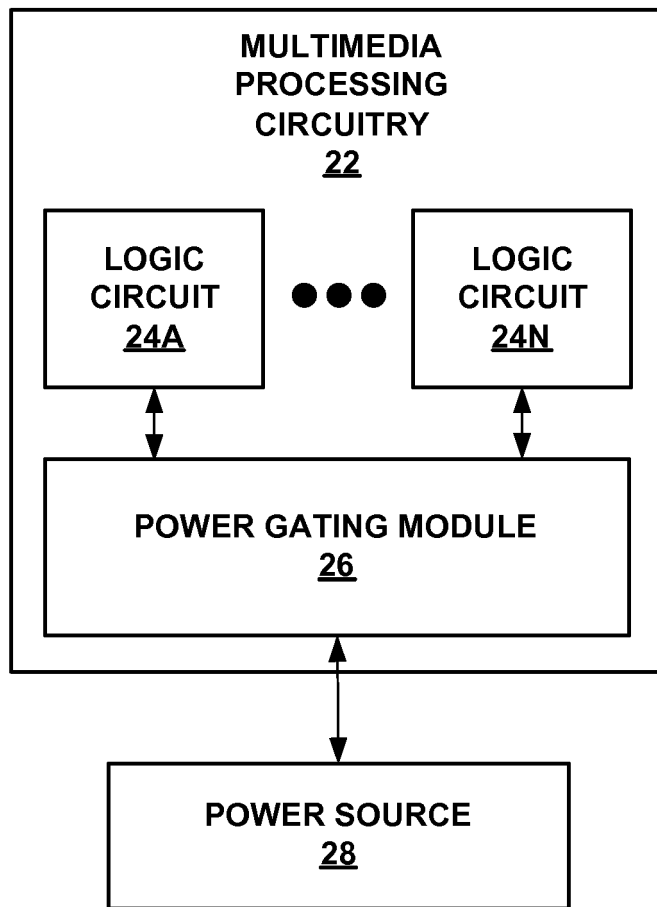 MULTIMEDIA
PROCESSING
CIRCUITRY
22
LOGIC
CIRCUIT
24A
LOGIC
CIRCUIT
24N
POWER GATING MODULE
26
POWER SOURCE
28